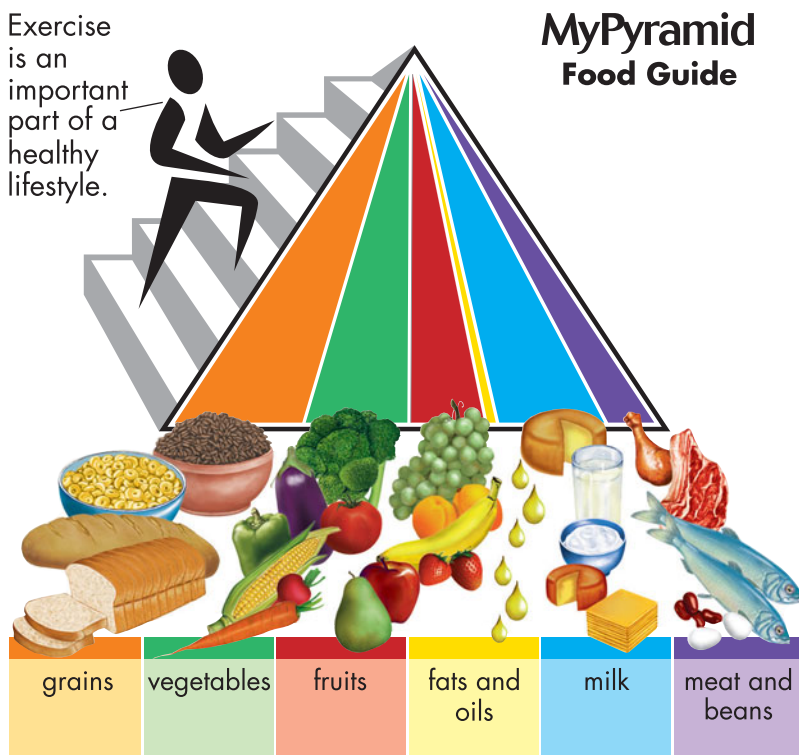 Exercise
is an
important
part of a
healthy
lifestyle.
MyPyramid
Food Guide
grains
vegetables
fruits
fats and
oils
milk
meat and
beans